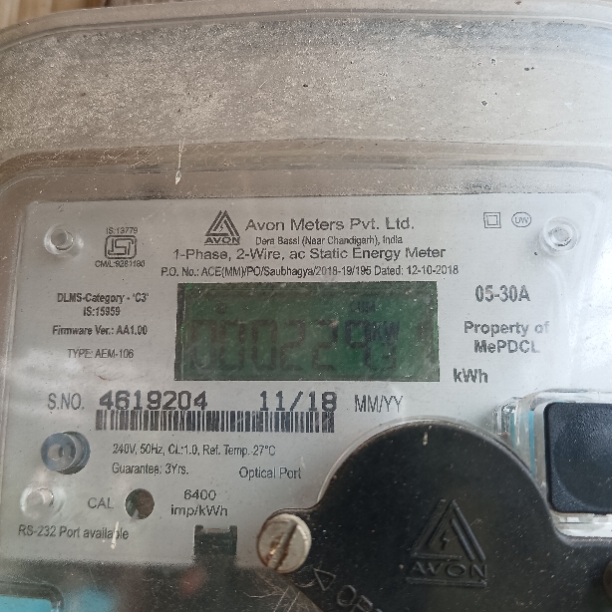 IS:13779
CM/L:9281190
AVON
Avon Meters Pvt. Ltd.
Dera Bassi (Near Chandigarh), India
1-Phase, 2-Wire, ac Static Energy Meter
P.O. No.: ACE(MM)/PO/Saubhagya/2018-19/195 Dated: 12-10-2018
DLMS-Category - 'C3'
IS:15959
Firmware Ver.: AA1.00
TYPE: AEM-106
05-30A
Property of
MePDCL
kWh
S.NO. 4619204 11/18 MM/YY
240V, 50Hz, CL:1.0, Ref. Temp. 27°C
Guarantee: 3Yrs. Optical Port
CAL
6400
imp/kWh
RS-232 Port available
AVON